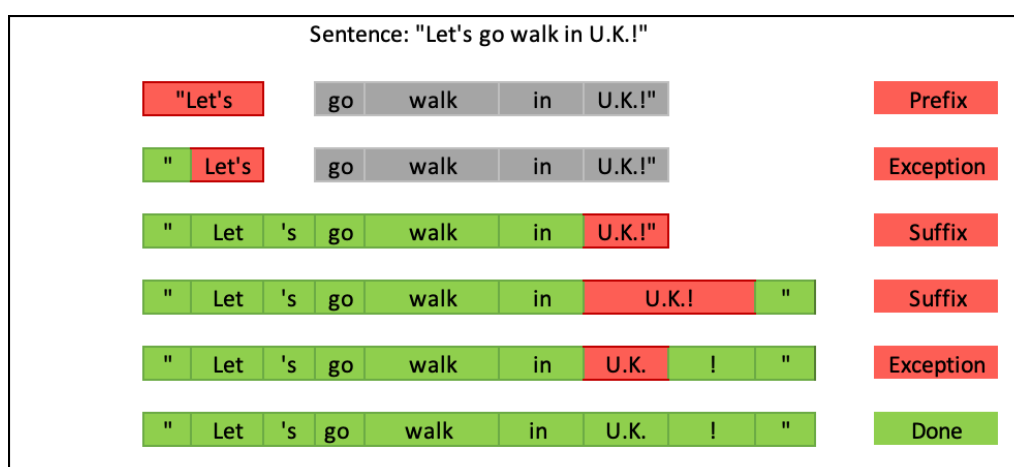 Sentence: "Let's go walk in U.K.!"
"Let's go walk in U.K.!" Prefix
" Let's go walk in U.K.!" Exception
" Let 's go walk in U.K.!" Suffix
" Let 's go walk in U.K.! " Suffix
" Let 's go walk in U.K. ! " Exception
" Let 's go walk in U.K. ! " Done